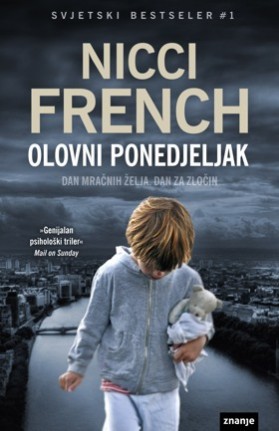 SVJETSKI BESTSELER #1
NICCI
FRENCH
OLOVNI PONEDJELJAK
DAN MRAČNIH ŽELJA. DAN ZA ZLOČIN.
»Genijalan
psihološki triler«
Mail on Sunday
znanje